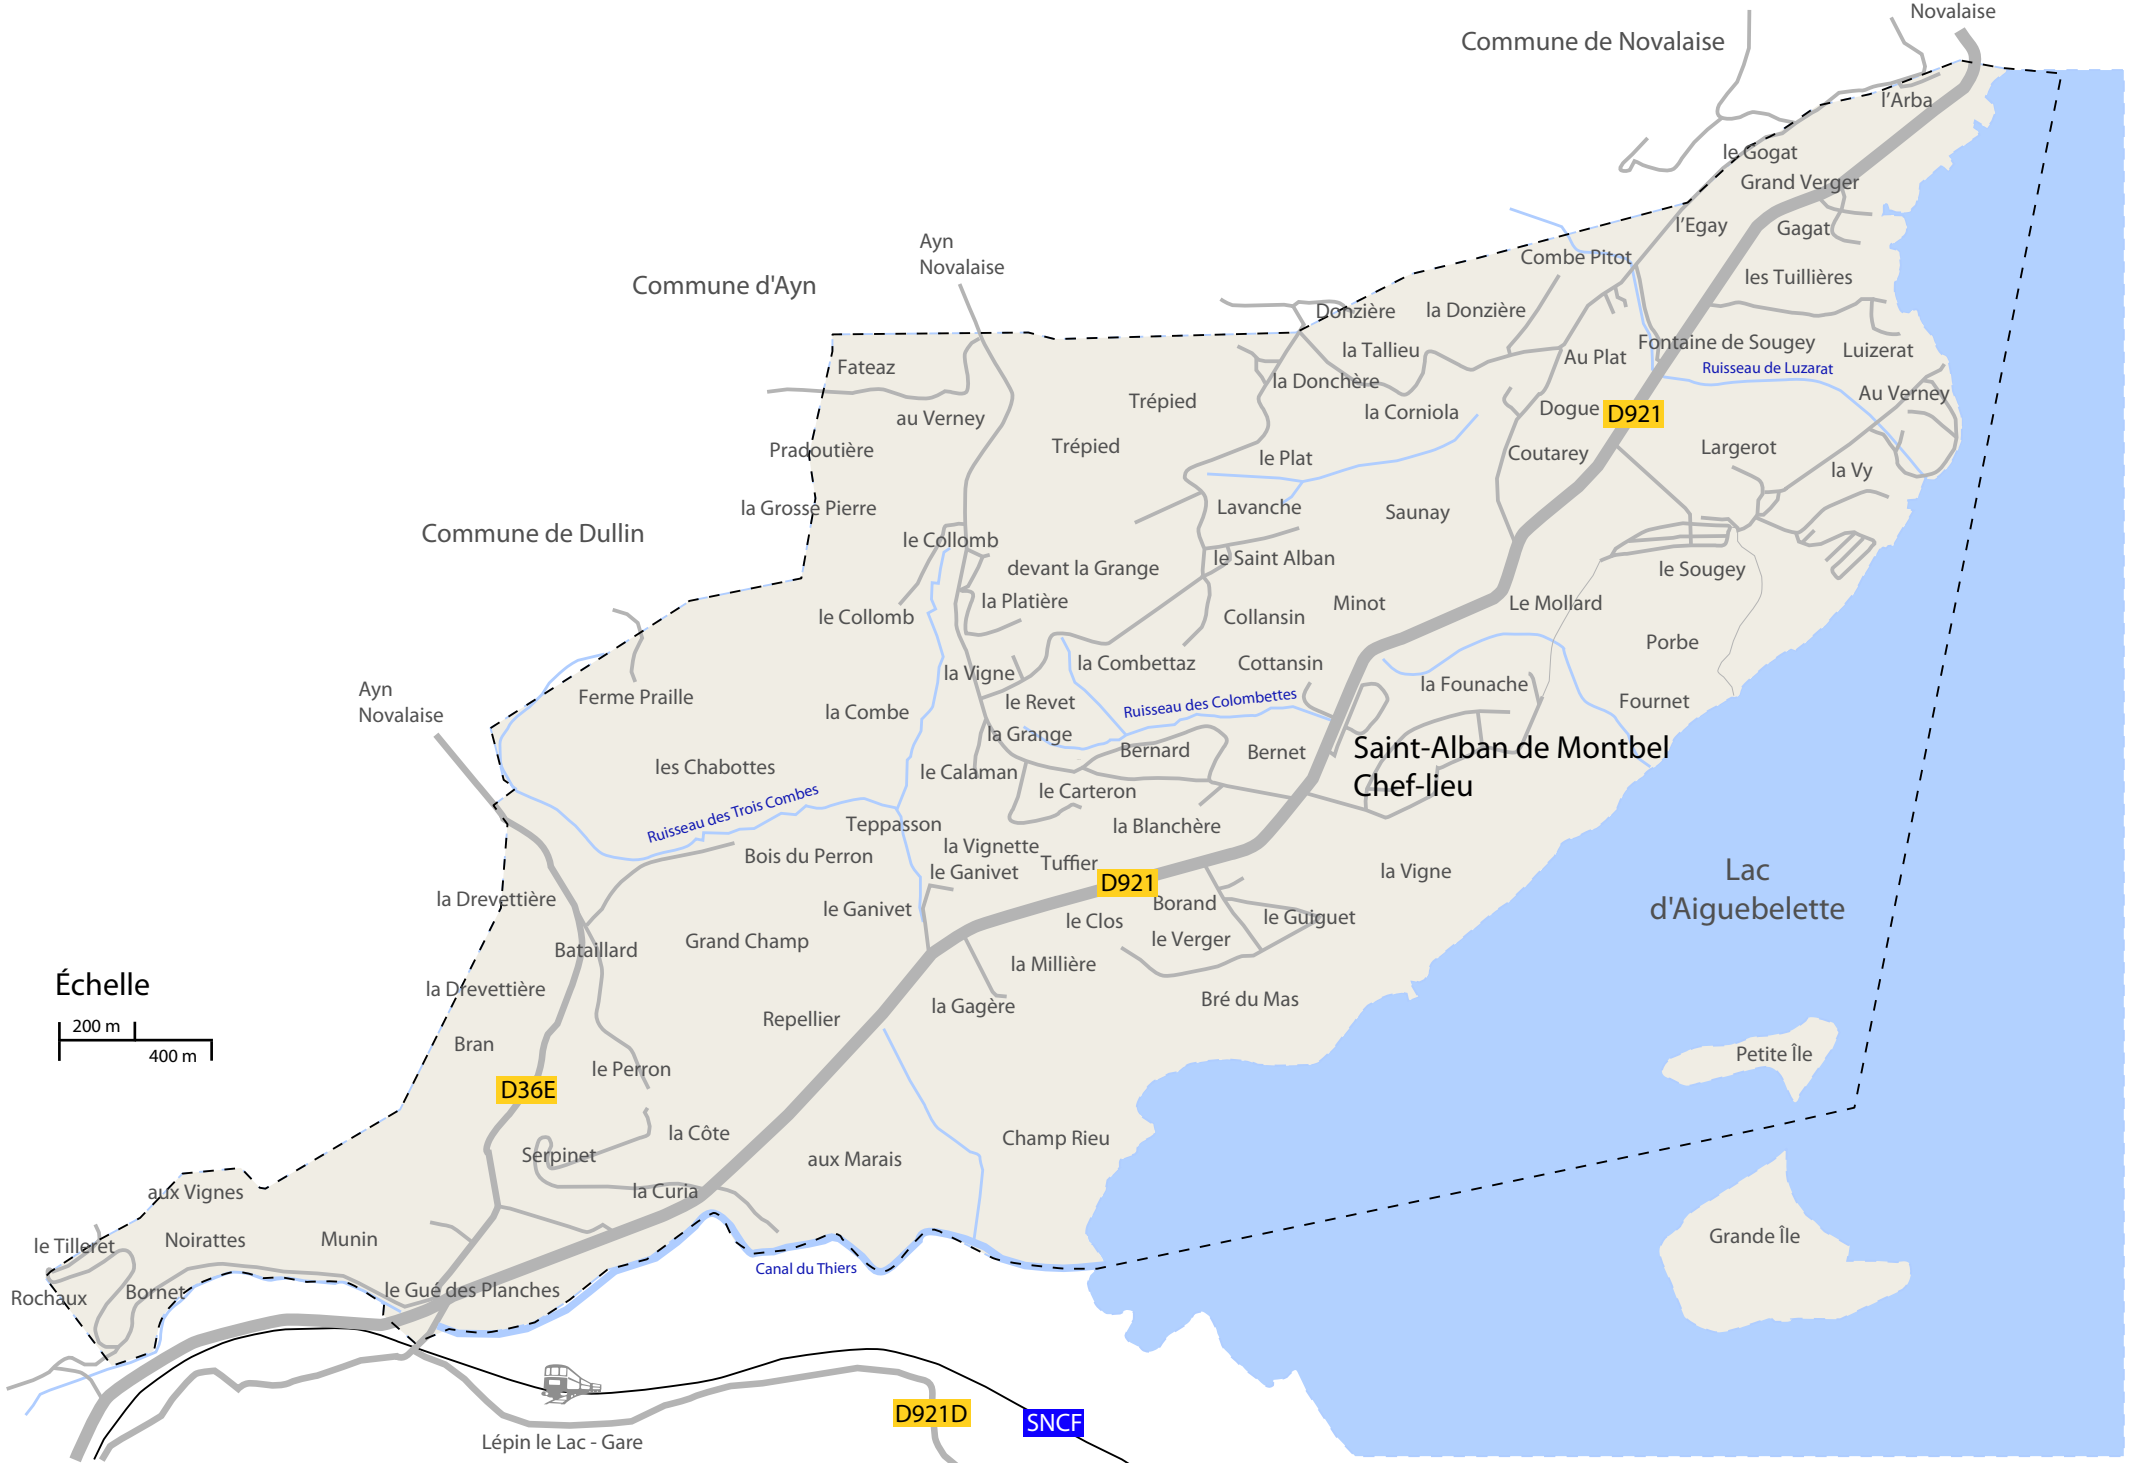 Novalaise
Commune de Novalaise
l'Arba
le Gogat
Grand Verger
l'Egay
Gagat
Ayn
Novalaise
Combe Pitot
les Tuillières
Commune d'Ayn
Donzière
la Donzière
Fontaine de Sougey
la Tallieu
Au Plat
Luizerat
Fateaz
Ruisseau de Luzarat
la Donchère
Au Verney
Trépied
au Verney
la Corniola
Dogue
D921
Trépied
Pradoutière
le Plat
Coutarey
Largerot
la Vy
la Grosse Pierre
Lavanche
Saunay
Commune de Dullin
le Collomb
le Saint Alban
devant la Grange
le Sougey
la Platière
Minot
Le Mollard
le Collomb
Collansin
Porbe
la Combettaz
Cottansin
la Vigne
la Founache
Ayn
Novalaise
Ferme Praille
le Revet
Ruisseau des Colombettes
Fournet
la Combe
la Grange
Bernard
Bernet
Saint-Alban de Montbel
Chef-lieu
les Chabottes
le Calaman
le Carteron
Ruisseau des Trois Combes
Teppasson
la Blanchère
la Vignette
Bois du Perron
Tuffier
le Ganivet
D921
la Vigne
Lac
d'Aiguebelette
la Drevettière
le Ganivet
Borand
le Clos
le Guiguet
Grand Champ
le Verger
Bataillard
la Millière
Échelle
200 m
400 m
la Drevettière
la Gagère
Bré du Mas
Repellier
Bran
Petite Île
le Perron
D36E
la Côte
Champ Rieu
Serpinet
aux Marais
aux Vignes
la Curia
Noirattes
Munin
le Tilleret
Grande Île
Canal du Thiers
Rochaux
Bornet
le Gué des Planches
D921D
SNCF
Lépin le Lac - Gare